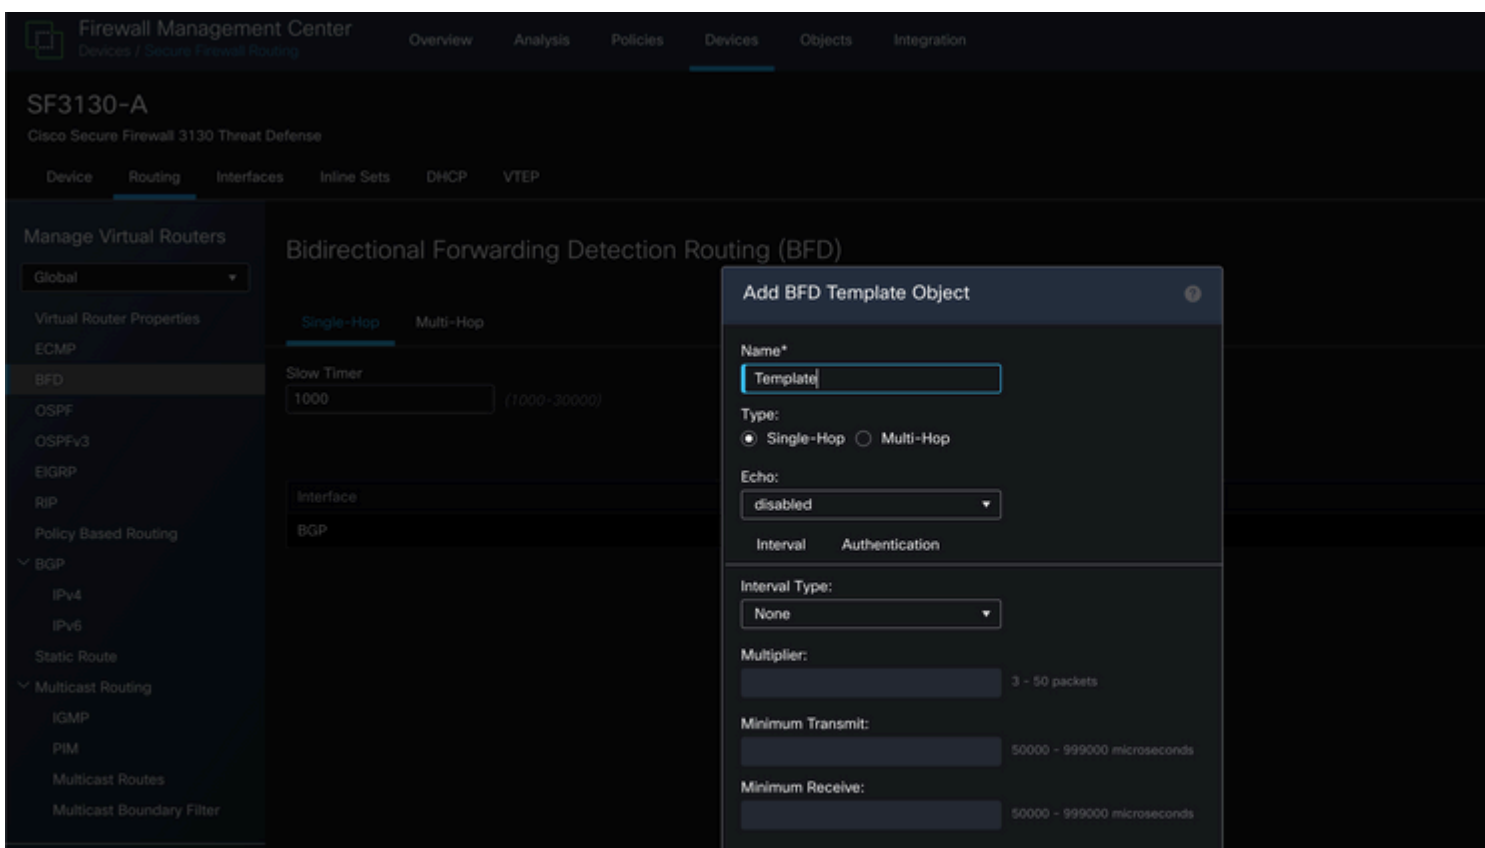 Firewall Management Center
Devices / Secure Firewall Routing
Overview Analysis Policies Devices Objects Integration
SF3130-A
Cisco Secure Firewall 3130 Threat Defense
Device Routing Interfaces Inline Sets DHCP VTEP
Manage Virtual Routers
Global
Virtual Router Properties
ECMP
BFD
OSPF
OSPFv3
EIGRP
RIP
Policy Based Routing
BGP
IPv4
IPv6
Static Route
Multicast Routing
IGMP
PIM
Multicast Routes
Multicast Boundary Filter
Bidirectional Forwarding Detection Routing (BFD)
Single-Hop Multi-Hop
Slow Timer
1000 (1000-30000)
Interface
BGP
Add BFD Template Object
?
Name*
Template
Type:
Single-Hop Multi-Hop
Echo:
disabled
Interval Authentication
Interval Type:
None
Multiplier:
3 - 50 packets
Minimum Transmit:
50000 - 999000 microseconds
Minimum Receive:
50000 - 999000 microseconds